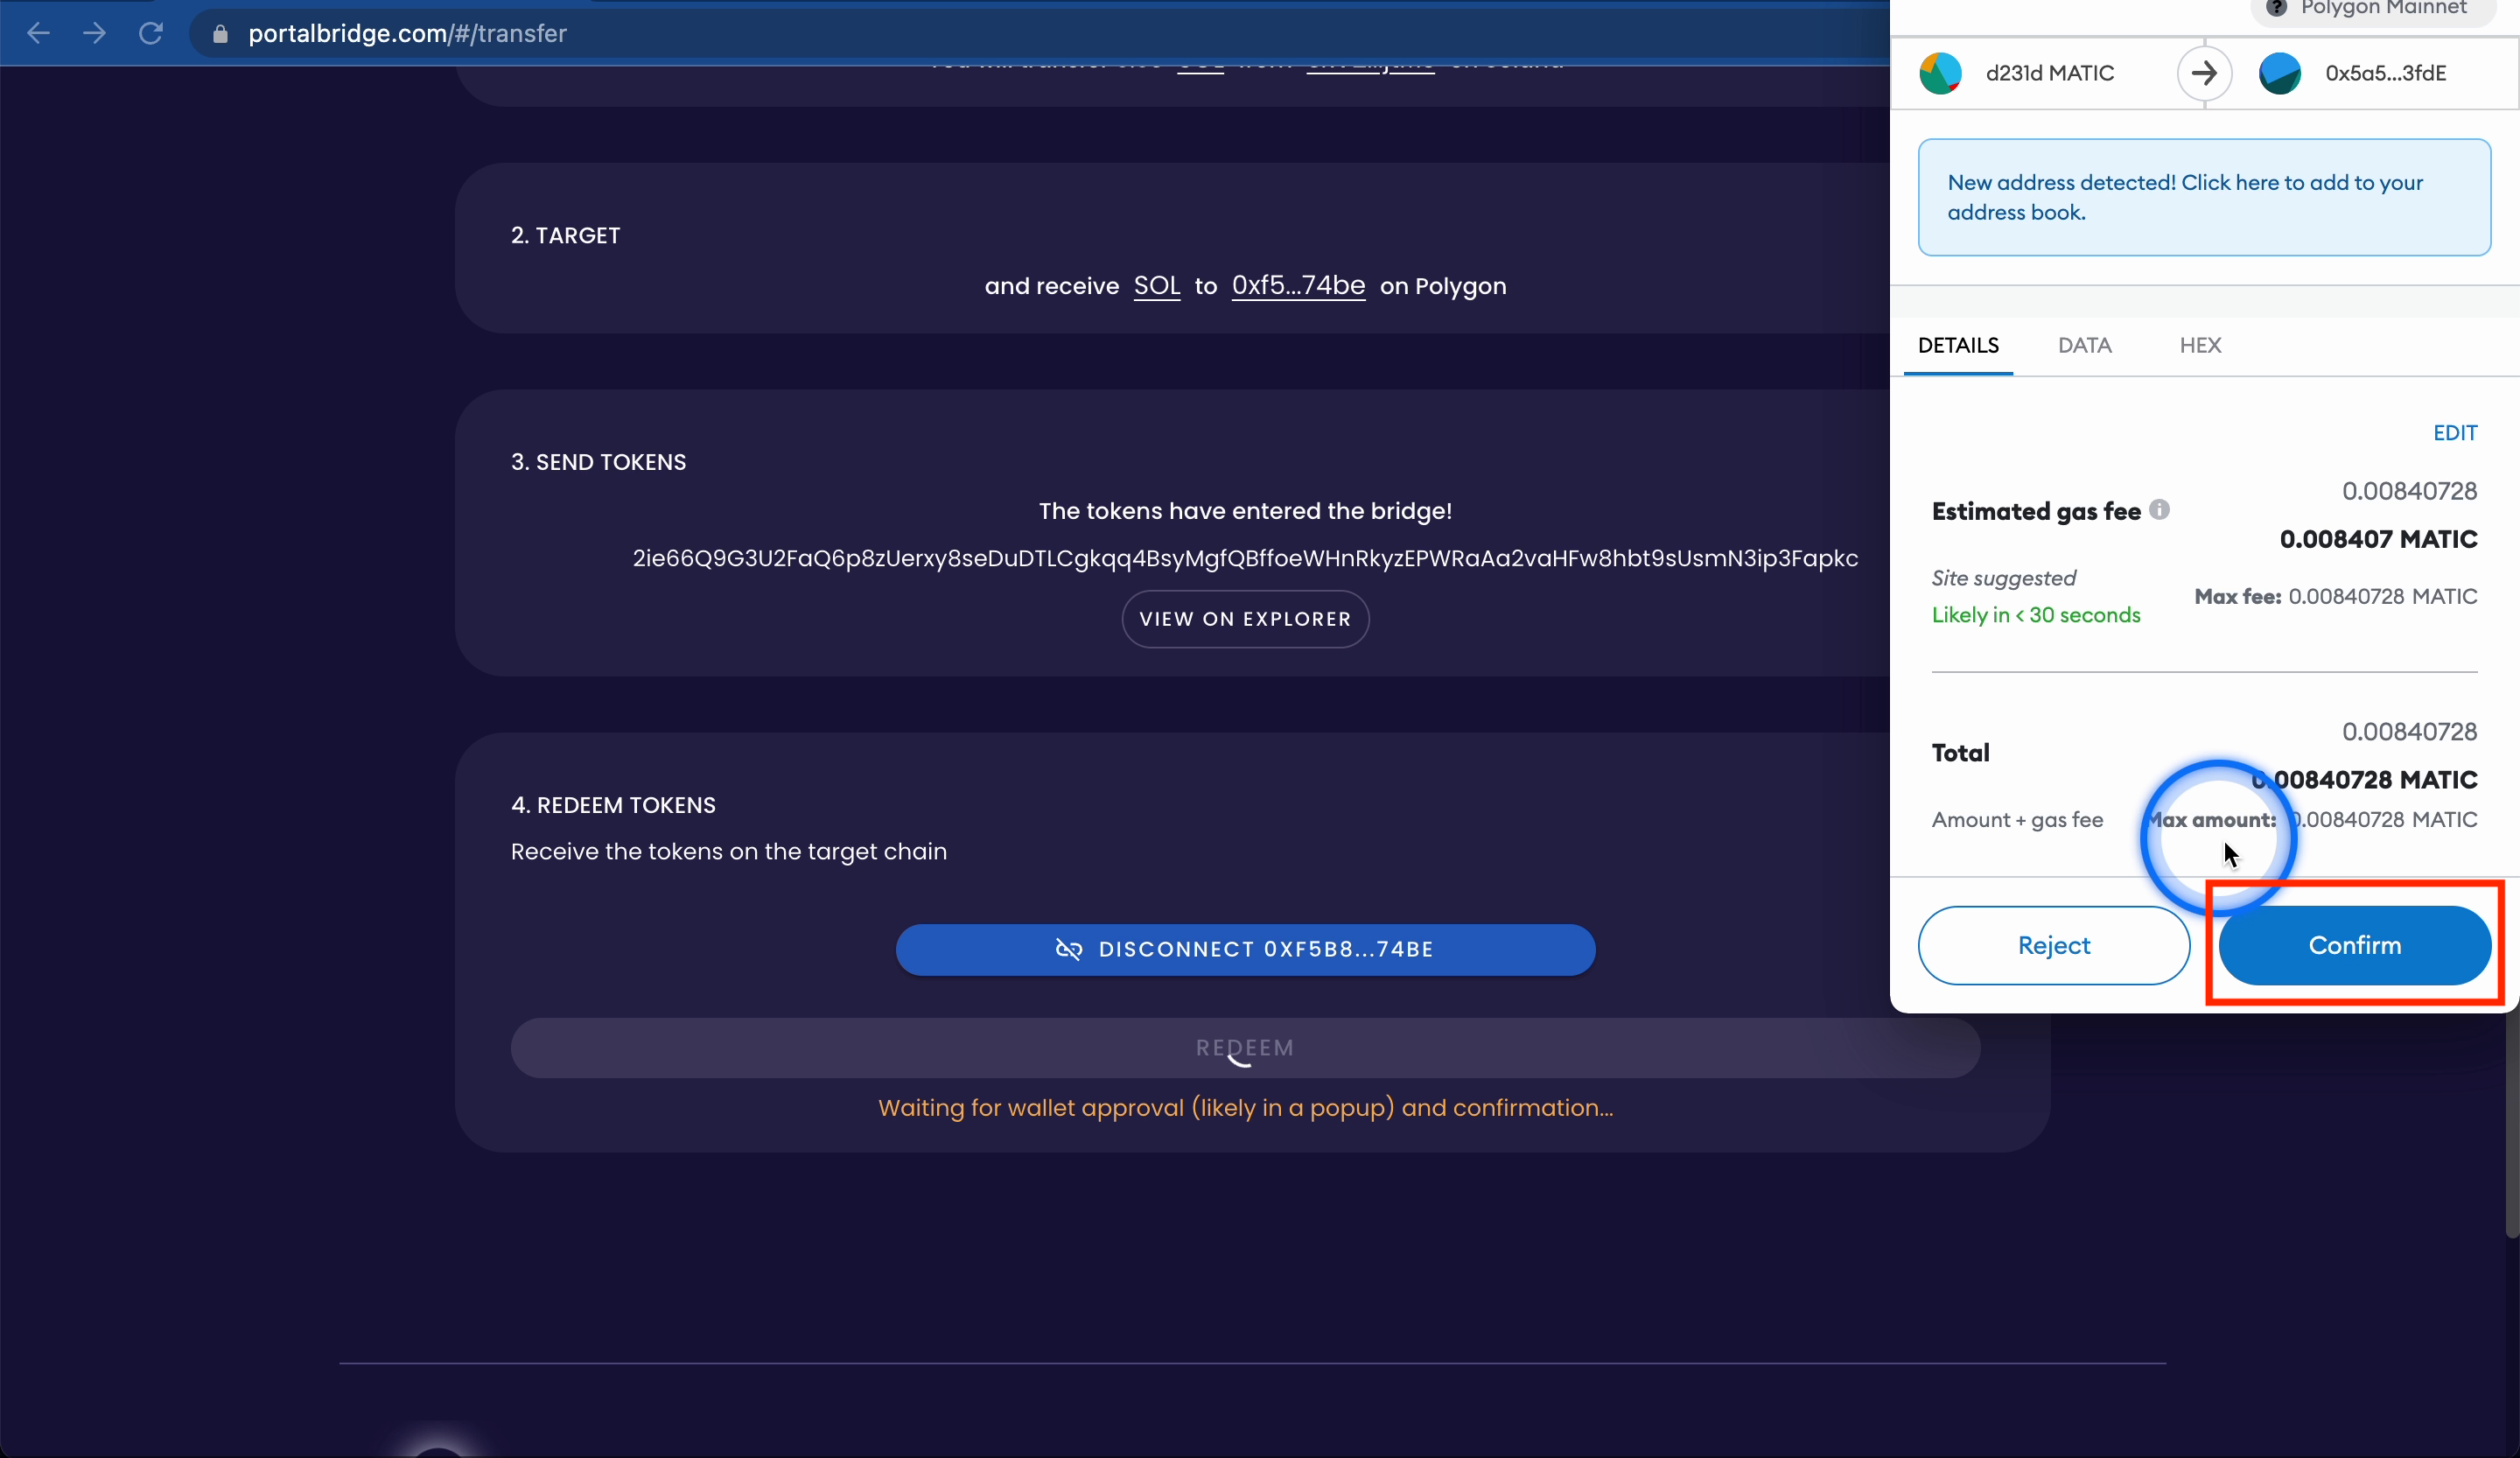 portalbridge.com/#/transfer
2. TARGET
and receive SOL to 0xf5...74be on Polygon
3. SEND TOKENS
The tokens have entered the bridge!
2ie66Q9G3U2FaQ6p8zUerxy8seDuDTLCgkqq4BsyMgfQBffoeWHnRkyzEPWRaAa2vaHFw8hbt9sUsmN3ip3Fapkc
VIEW ON EXPLORER
4. REDEEM TOKENS
Receive the tokens on the target chain
DISCONNECT 0XF5B8...74BE
REDEEM
Waiting for wallet approval (likely in a popup) and confirmation...
Polygon Mainnet
d231d MATIC
0x5a5...3fdE
New address detected! Click here to add to your
address book.
DETAILS DATA HEX
EDIT
0.00840728
Estimated gas fee
0.008407 MATIC
Site suggested
Max fee: 0.00840728 MATIC
Likely in < 30 seconds
0.00840728
Total
0.00840728 MATIC
Amount + gas fee
Max amount: 0.00840728 MATIC
Reject
Confirm